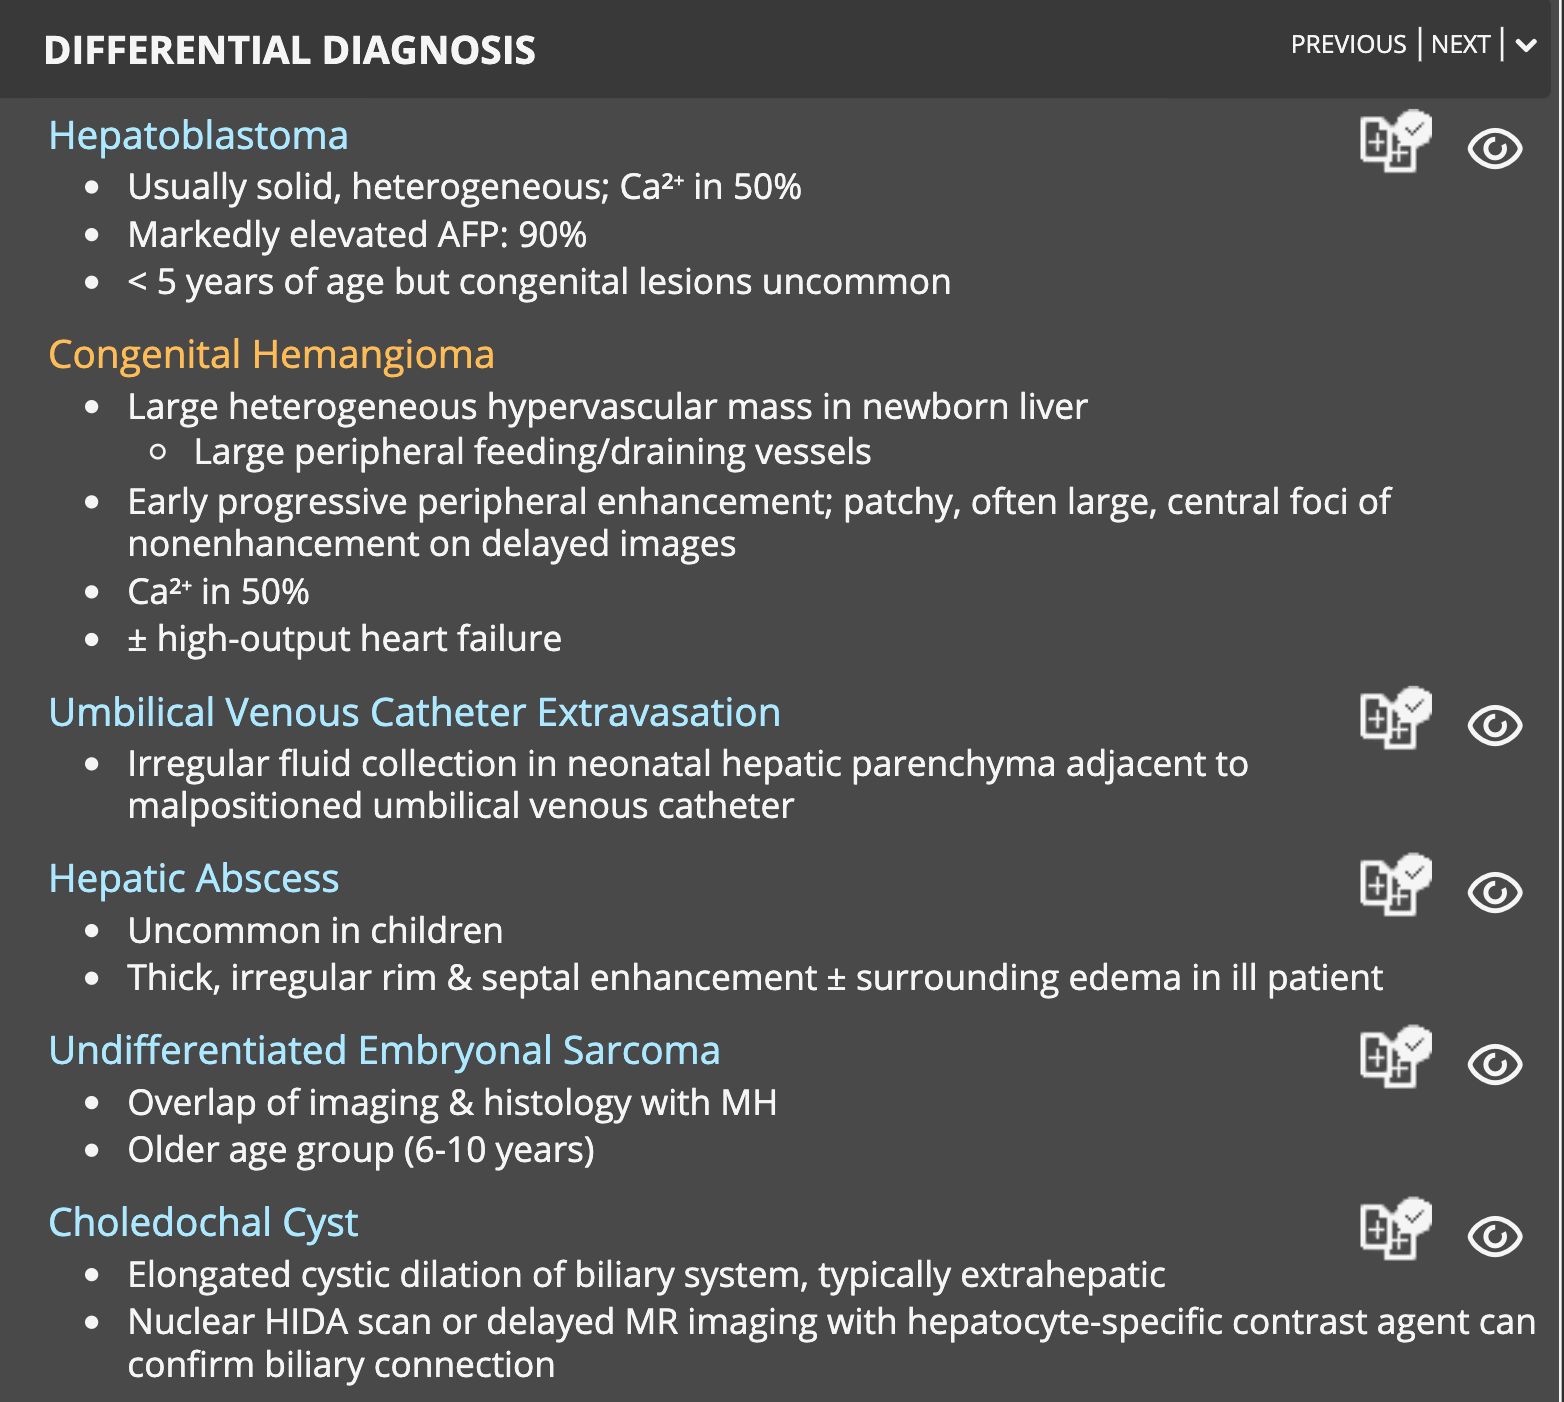 DIFFERENTIAL DIAGNOSIS
PREVIOUS | NEXT |
Hepatoblastoma
• Usually solid, heterogeneous; Ca²⁺ in 50%
• Markedly elevated AFP: 90%
• < 5 years of age but congenital lesions uncommon
Congenital Hemangioma
• Large heterogeneous hypervascular mass in newborn liver
○ Large peripheral feeding/draining vessels
• Early progressive peripheral enhancement; patchy, often large, central foci of
nonenhancement on delayed images
• Ca²⁺ in 50%
• ± high-output heart failure
Umbilical Venous Catheter Extravasation
• Irregular fluid collection in neonatal hepatic parenchyma adjacent to
malpositioned umbilical venous catheter
Hepatic Abscess
• Uncommon in children
• Thick, irregular rim & septal enhancement ± surrounding edema in ill patient
Undifferentiated Embryonal Sarcoma
• Overlap of imaging & histology with MH
• Older age group (6-10 years)
Choledochal Cyst
• Elongated cystic dilation of biliary system, typically extrahepatic
• Nuclear HIDA scan or delayed MR imaging with hepatocyte-specific contrast agent can
confirm biliary connection